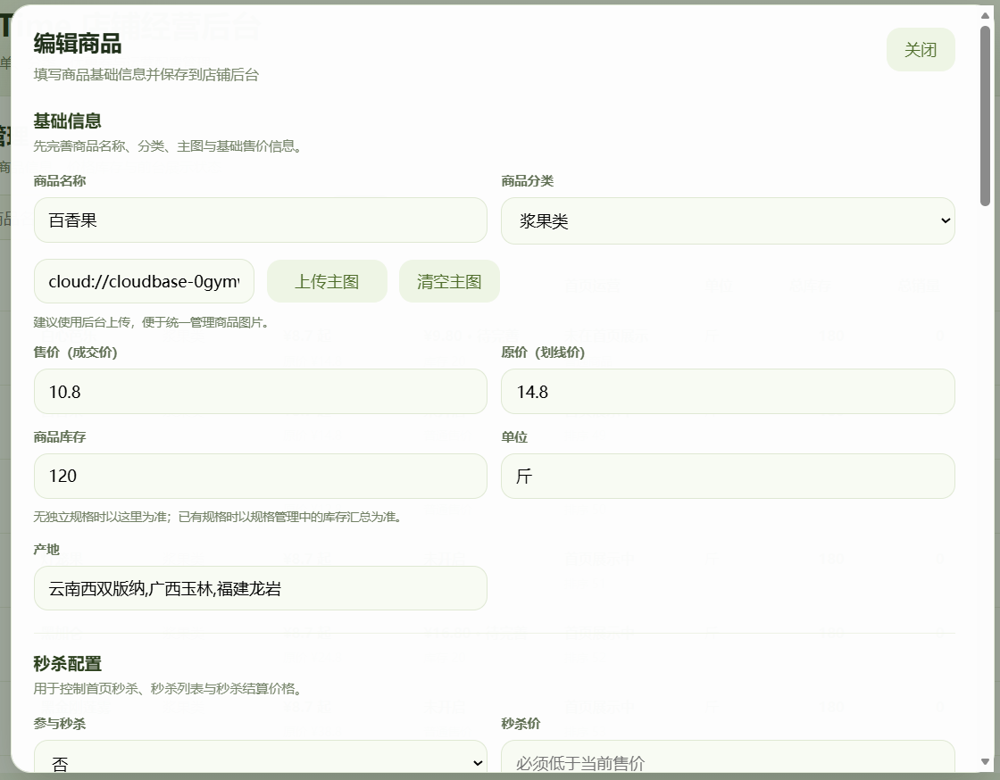 编辑商品
关闭
填写商品基础信息并保存到店铺后台
基础信息
先完善商品名称、分类、主图与基础售价信息。
商品名称
商品分类
百香果
浆果类
cloud://cloudbase-0gym
上传主图
清空主图
建议使用后台上传，便于统一管理商品图片。
售价（成交价)
原价（划线价)
10.8
14.8
商品库存
单位
120
斤
无独立规格时以这里为准；已有规格时以规格管理中的库存汇总为准。
产地
云南西双版纳,广西玉林,福建龙岩
秒杀配置
用于控制首页秒杀、秒杀列表与秒杀结算价格。
参与秒杀
秒杀价
否
必须低于当前售价